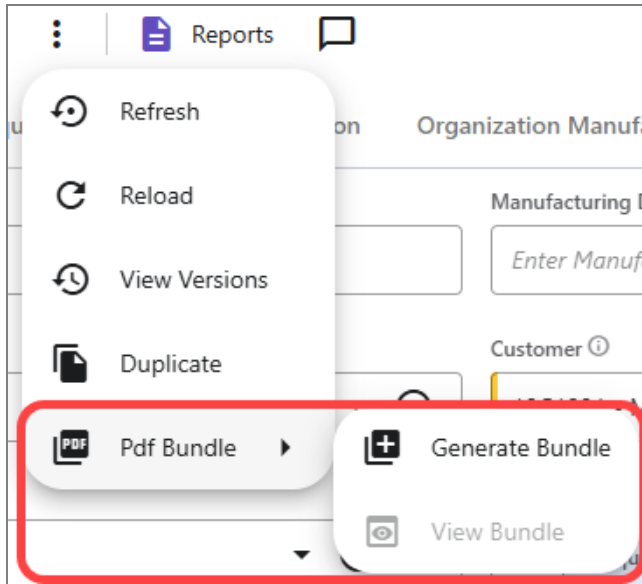 Reports
Refresh
on
Organization Manufa
Reload
Manufacturing
Enter Manuf
View Versions
Customer
Duplicate
PDF
Pdf Bundle
Generate Bundle
View Bundle